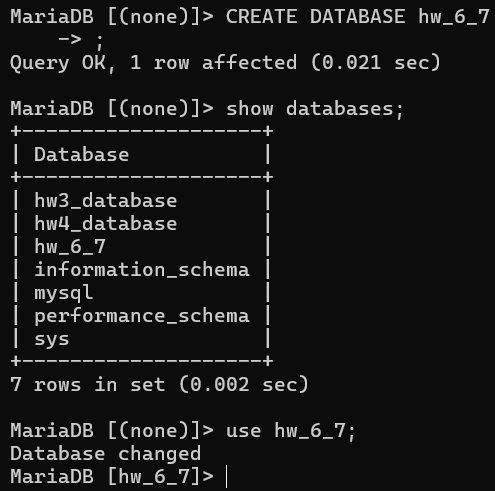 MariaDB [(none)]> CREATE DATABASE hw_6_7
    -> ;
Query OK, 1 row affected (0.021 sec)
MariaDB [(none)]> show databases;
+--------------------+
| Database           |
+--------------------+
| hw3_database       |
| hw4_database       |
| hw_6_7             |
| information_schema |
| mysql              |
| performance_schema |
| sys                |
+--------------------+
7 rows in set (0.002 sec)
MariaDB [(none)]> use hw_6_7;
Database changed
MariaDB [hw_6_7]>